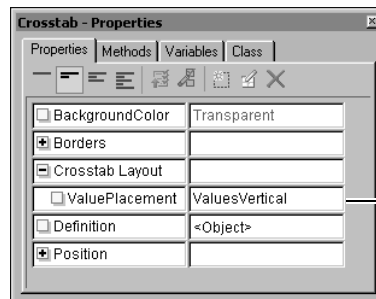 Crosstab - Properties
Properties Methods Variables Class
BackgroundColor Transparent
Borders
Crosstab Layout
ValuePlacement ValuesVertical
Definition <Object>
Position